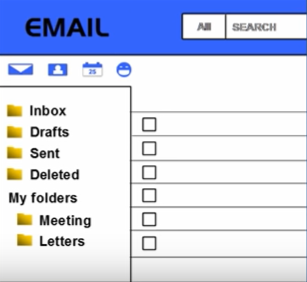 EMAIL
All SEARCH
25
Inbox
Drafts
Sent
Deleted
My folders
Meeting
Letters